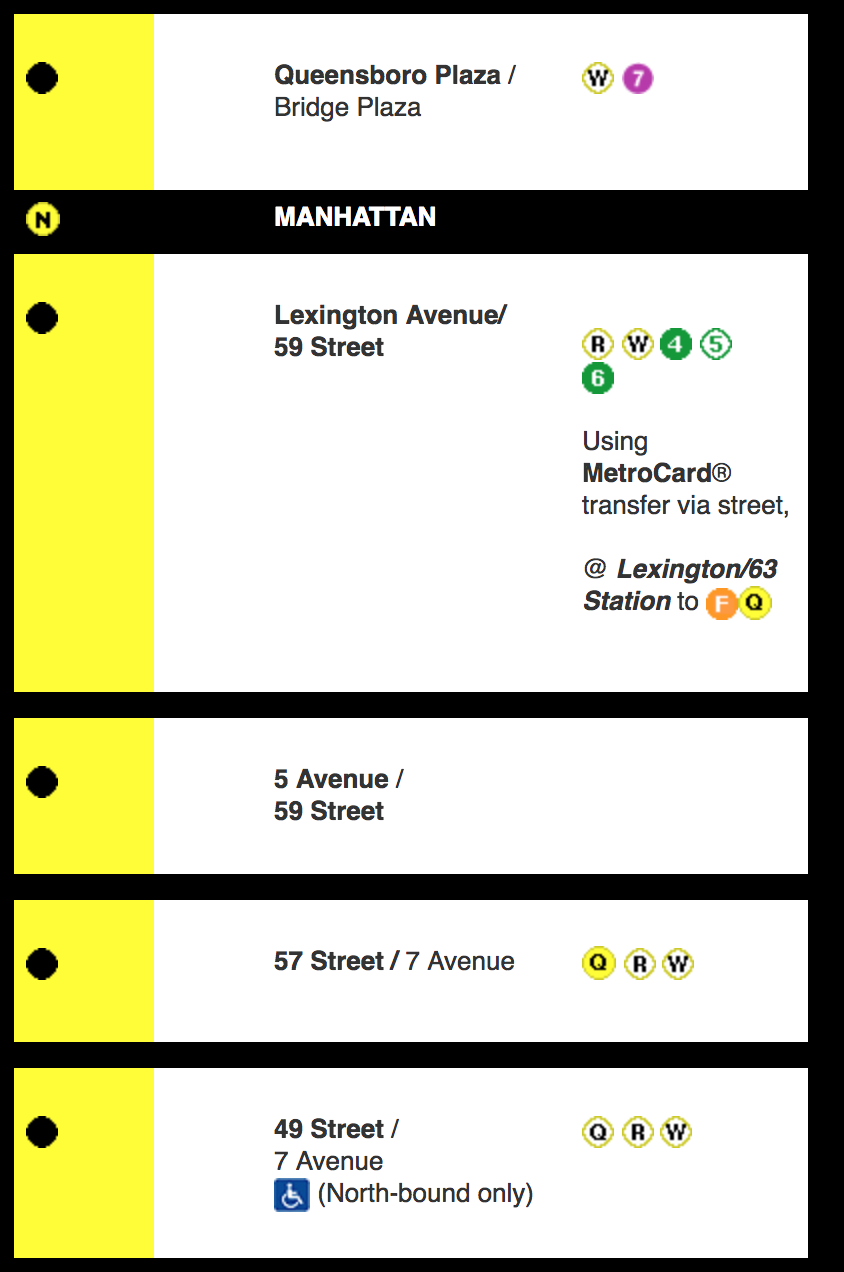 Queensboro Plaza / W 7
Bridge Plaza
N MANHATTAN
Lexington Avenue/
59 Street
R W 4 5
6
Using
MetroCard®
transfer via street,
@ Lexington/63
Station to F Q
5 Avenue /
59 Street
57 Street / 7 Avenue Q R W
49 Street / Q R W
7 Avenue
(North-bound only)